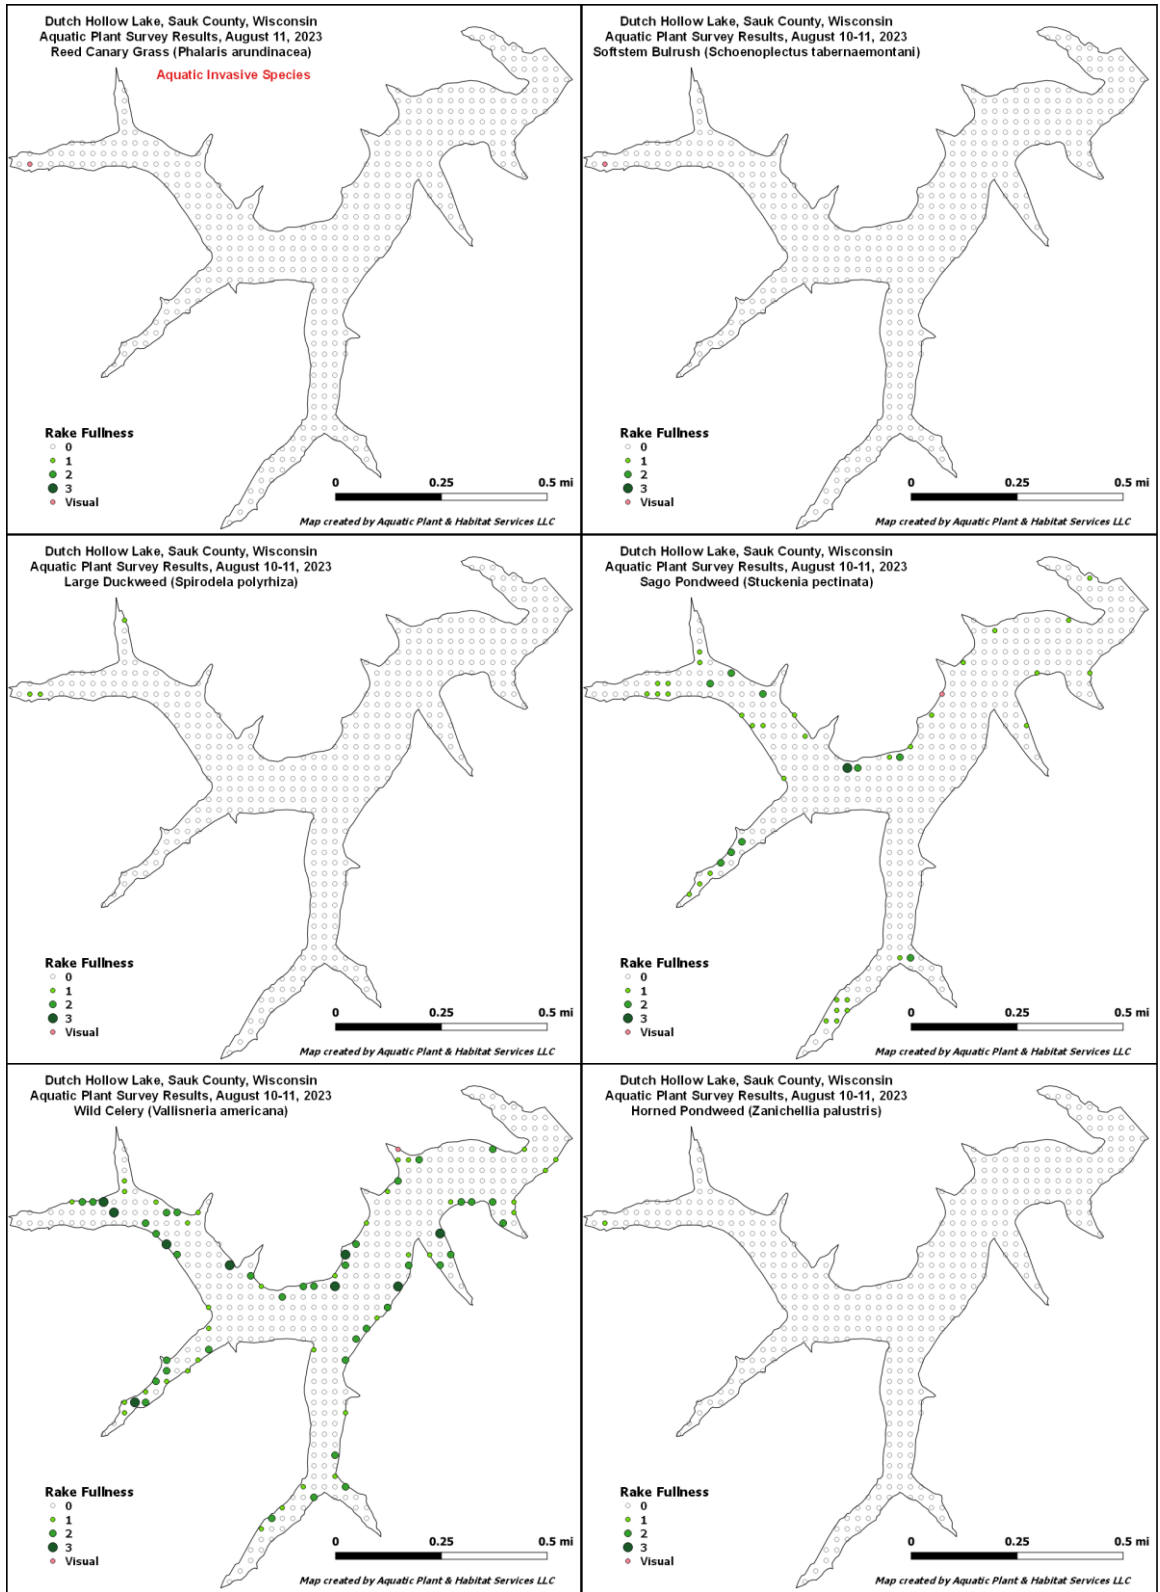 Dutch Hollow Lake, Sauk County, Wisconsin
Aquatic Plant Survey Results, August 11, 2023
Reed Canary Grass (Phalaris arundinacea)
Aquatic Invasive Species
Rake Fullness
0
1
2
3
Visual
0 0.25 0.5 mi
Map created by Aquatic Plant & Habitat Services LLC
Dutch Hollow Lake, Sauk County, Wisconsin
Aquatic Plant Survey Results, August 10-11, 2023
Softstem Bulrush (Schoenoplectus tabernaemontani)
Rake Fullness
0
1
2
3
Visual
0 0.25 0.5 mi
Map created by Aquatic Plant & Habitat Services LLC
Dutch Hollow Lake, Sauk County, Wisconsin
Aquatic Plant Survey Results, August 10-11, 2023
Large Duckweed (Spirodela polyrhiza)
Rake Fullness
0
1
2
3
Visual
0 0.25 0.5 mi
Map created by Aquatic Plant & Habitat Services LLC
Dutch Hollow Lake, Sauk County, Wisconsin
Aquatic Plant Survey Results, August 10-11, 2023
Sago Pondweed (Stuckenia pectinata)
Rake Fullness
0
1
2
3
Visual
0 0.25 0.5 mi
Map created by Aquatic Plant & Habitat Services LLC
Dutch Hollow Lake, Sauk County, Wisconsin
Aquatic Plant Survey Results, August 10-11, 2023
Wild Celery (Vallisneria americana)
Rake Fullness
0
1
2
3
Visual
0 0.25 0.5 mi
Map created by Aquatic Plant & Habitat Services LLC
Dutch Hollow Lake, Sauk County, Wisconsin
Aquatic Plant Survey Results, August 10-11, 2023
Horned Pondweed (Zanichellia palustris)
Rake Fullness
0
1
2
3
Visual
0 0.25 0.5 mi
Map created by Aquatic Plant & Habitat Services LLC